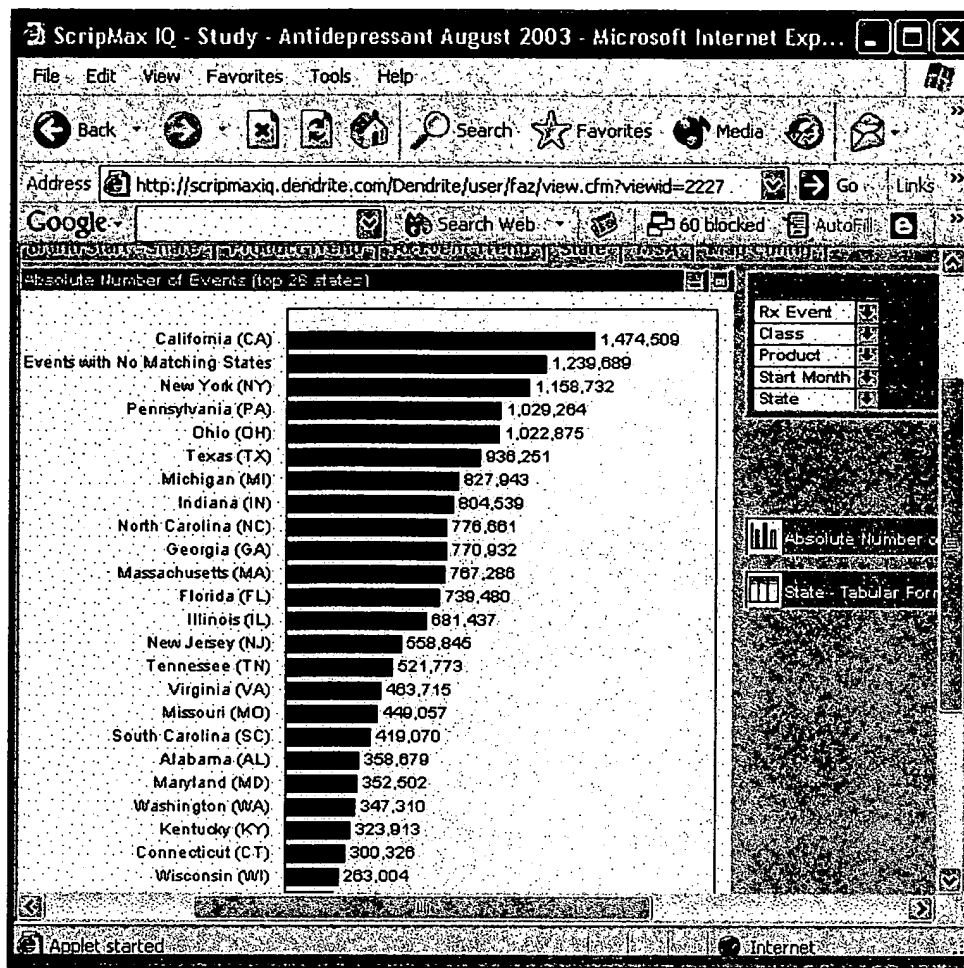 ScripMax IQ - Study - Antidepressant August 2003 - Microsoft Internet Exp...
File Edit View Favorites Tools Help
Back Search Favorites Media
Address http://scripmaxiq.dendrite.com/Dendrite/user/faz/view.cfm?viewid=2227 Go Links
Google Search Web 60 blocked AutoFill
Absolute Number of Events (top 26 states)
Rx Event
Class
Product
Start Month
State
California (CA) 1,474,509
Events with No Matching States 1,239,689
New York (NY) 1,158,732
Pennsylvania (PA) 1,029,264
Ohio (OH) 1,022,875
Texas (TX) 936,251
Michigan (MI) 827,943
Indiana (IN) 804,539
North Carolina (NC) 776,661
Georgia (GA) 770,932
Massachusetts (MA) 767,286
Florida (FL) 739,480
Illinois (IL) 681,437
New Jersey (NJ) 558,845
Tennessee (TN) 521,773
Virginia (VA) 463,715
Missouri (MO) 449,057
South Carolina (SC) 419,070
Alabama (AL) 358,679
Maryland (MD) 352,502
Washington (WA) 347,310
Kentucky (KY) 323,913
Connecticut (CT) 300,326
Wisconsin (WI) 263,004
Absolute Number o
State - Tabular For
Applet started Internet